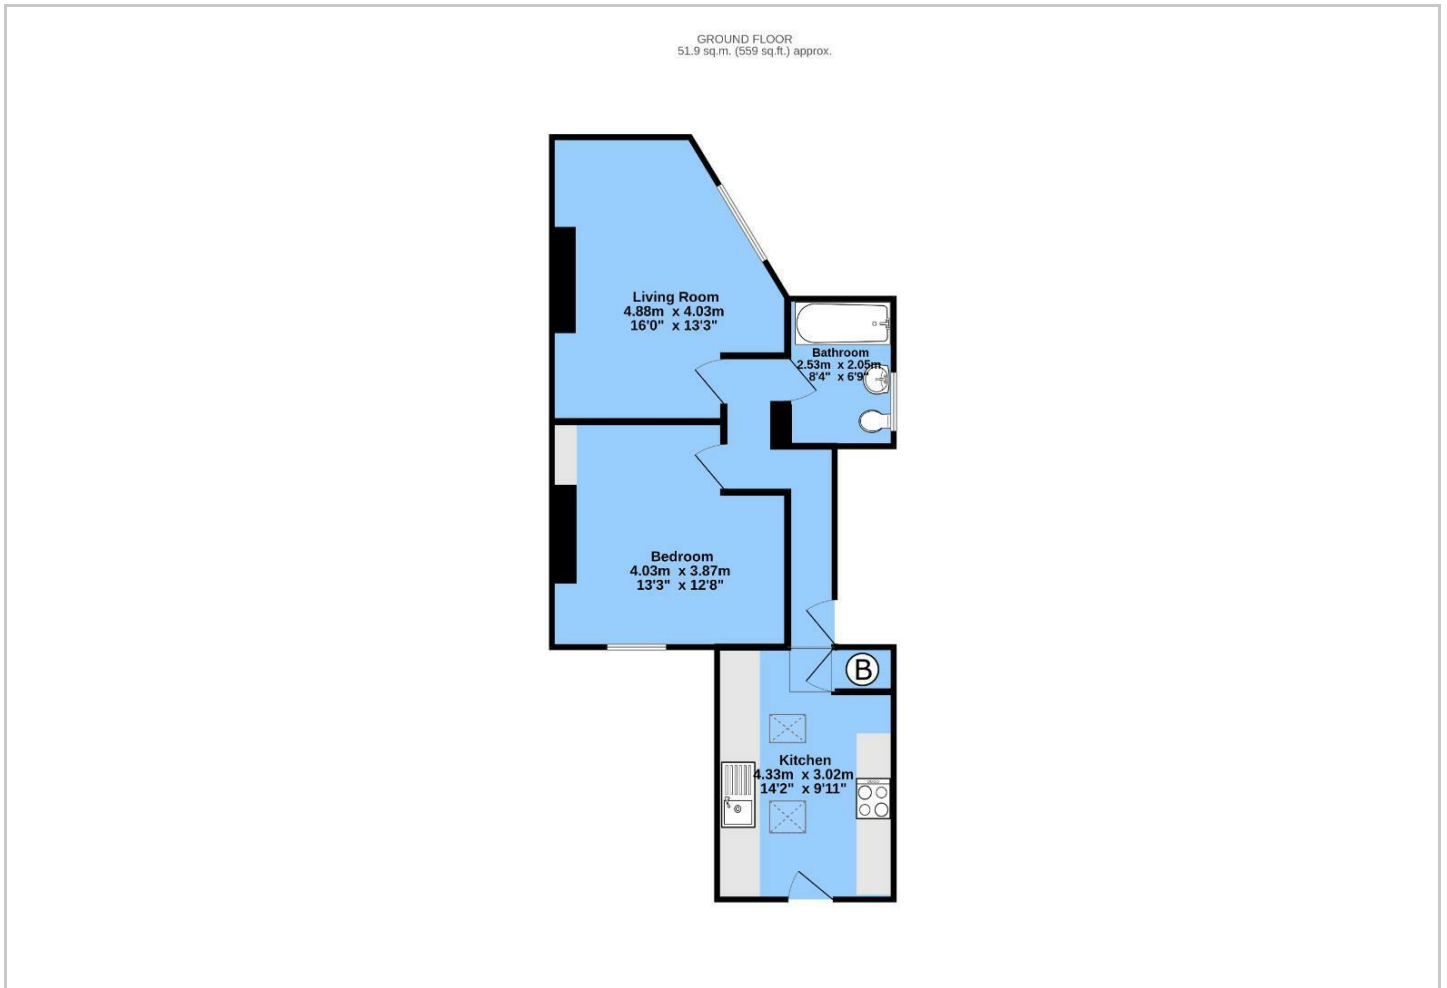 GROUND FLOOR
51.9 sq.m. (559 sq.ft.) approx.
Living Room
4.88m x 4.03m
16'0" x 13'3"
Bathroom
2.53m x 2.05m
8'4" x 6'9"
Bedroom
4.03m x 3.87m
13'3" x 12'8"
B
Kitchen
4.33m x 3.02m
14'2" x 9'11"